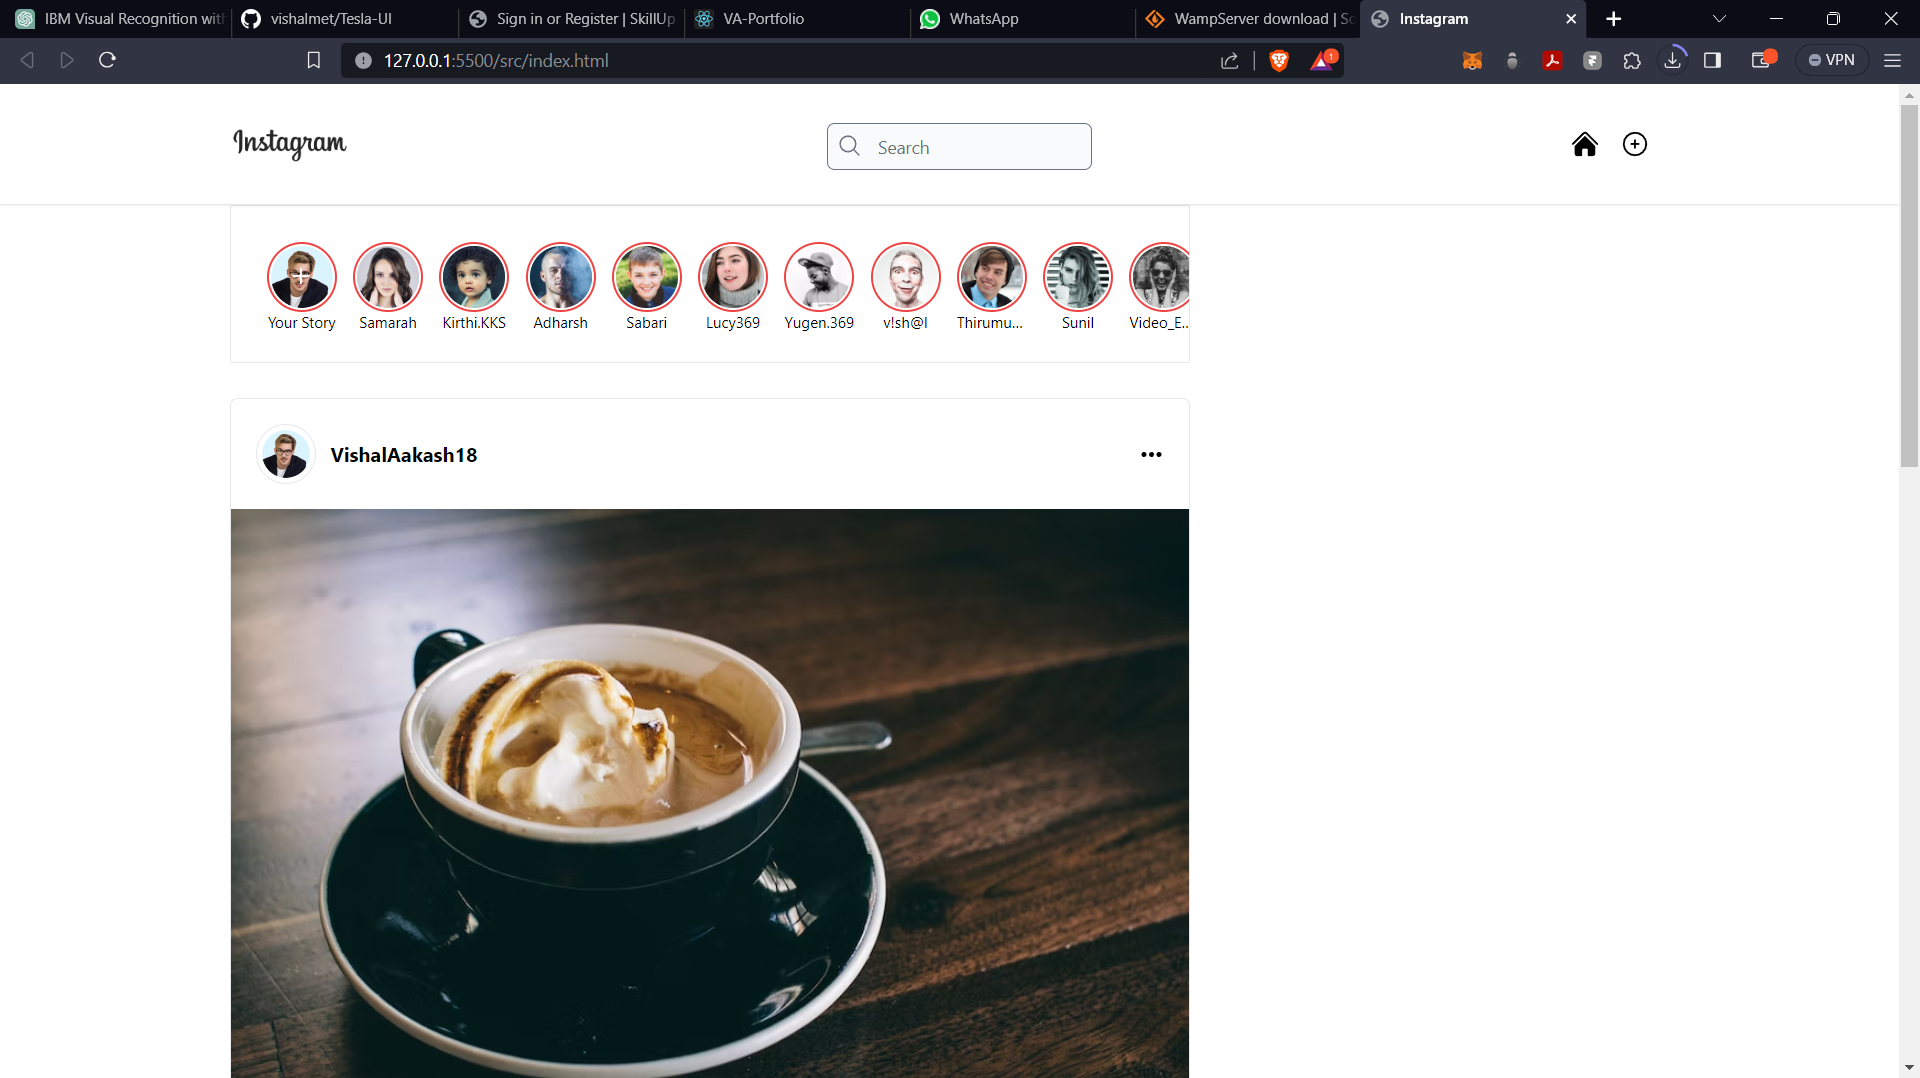 IBM Visual Recognition wit
vishalmet/Tesla-UI
Sign in or Register | SkillUp
VA-Portfolio
WhatsApp
WampServer download | So
Instagram
127.0.0.1:5500/src/index.html
1
VPN
Instagram
Search
Your Story
Samarah
Kirthi.KKS
Adharsh
Sabari
Lucy369
Yugen.369
v!sh@l
Thirumu...
Sunil
Video_E..
VishalAakash18